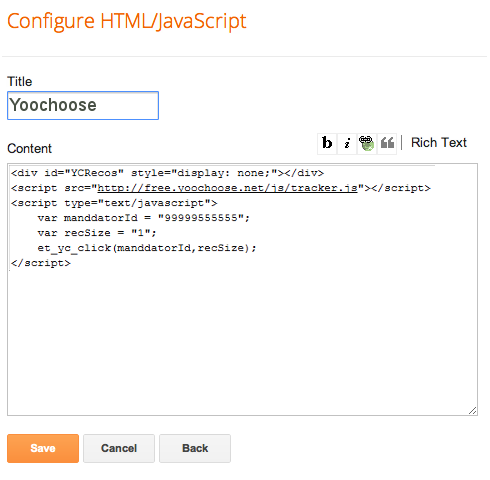 Configure HTML/JavaScript
Title
Yoochoose
Content
b i Rich Text
<div id="YCRecos" style="display: none;"></div>
<script src="http://free.yoochoose.net/js/tracker.js"></script>
<script type="text/javascript">
    var manddatorId = "99999555555";
    var recSize = "1";
    et_yc_click(manddatorId,recSize);
</script>
Save Cancel Back